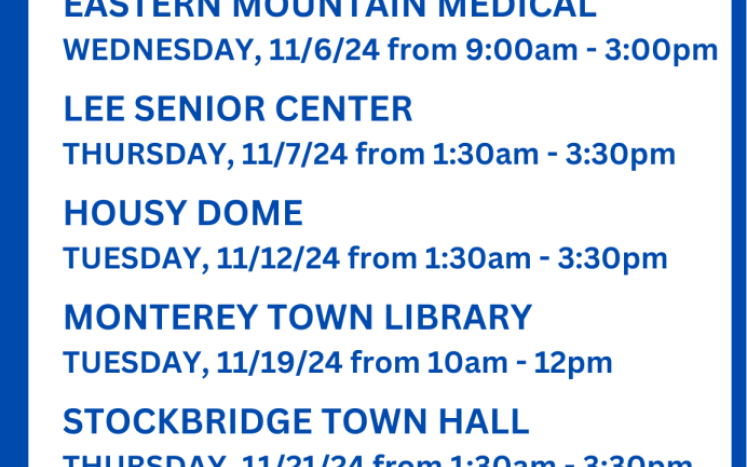 EASTERN MOUNTAIN MEDICAL
WEDNESDAY, 11/6/24 from 9:00am - 3:00pm
LEE SENIOR CENTER
THURSDAY, 11/7/24 from 1:30am - 3:30pm
HOUSY DOME
TUESDAY, 11/12/24 from 1:30am - 3:30pm
MONTEREY TOWN LIBRARY
TUESDAY, 11/19/24 from 10am - 12pm
STOCKBRIDGE TOWN HALL
THURSDAY, 11/21/24 from 1:30am - 3:30pm